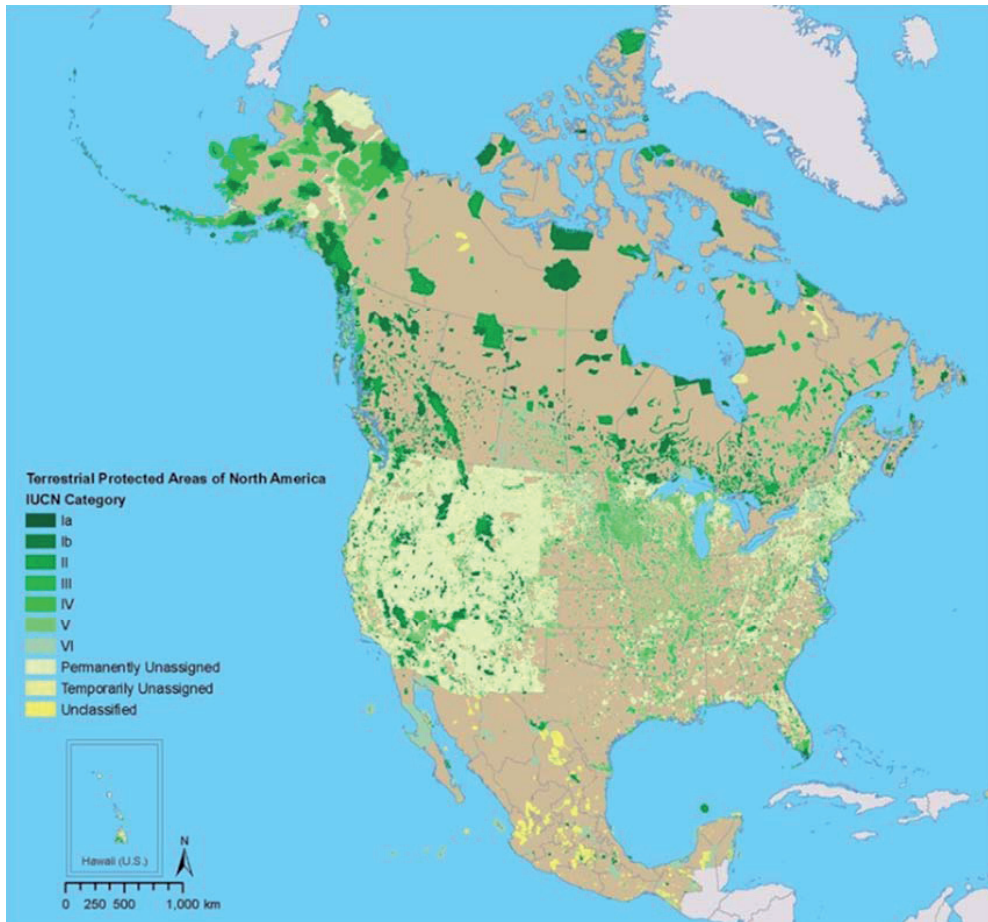 Terrestrial Protected Areas of North America
IUCN Category
Ia
Ib
II
III
IV
V
VI
Permanently Unassigned
Temporarily Unassigned
Unclassified
Hawaii (U.S.)
N
0 250 500 1,000 km